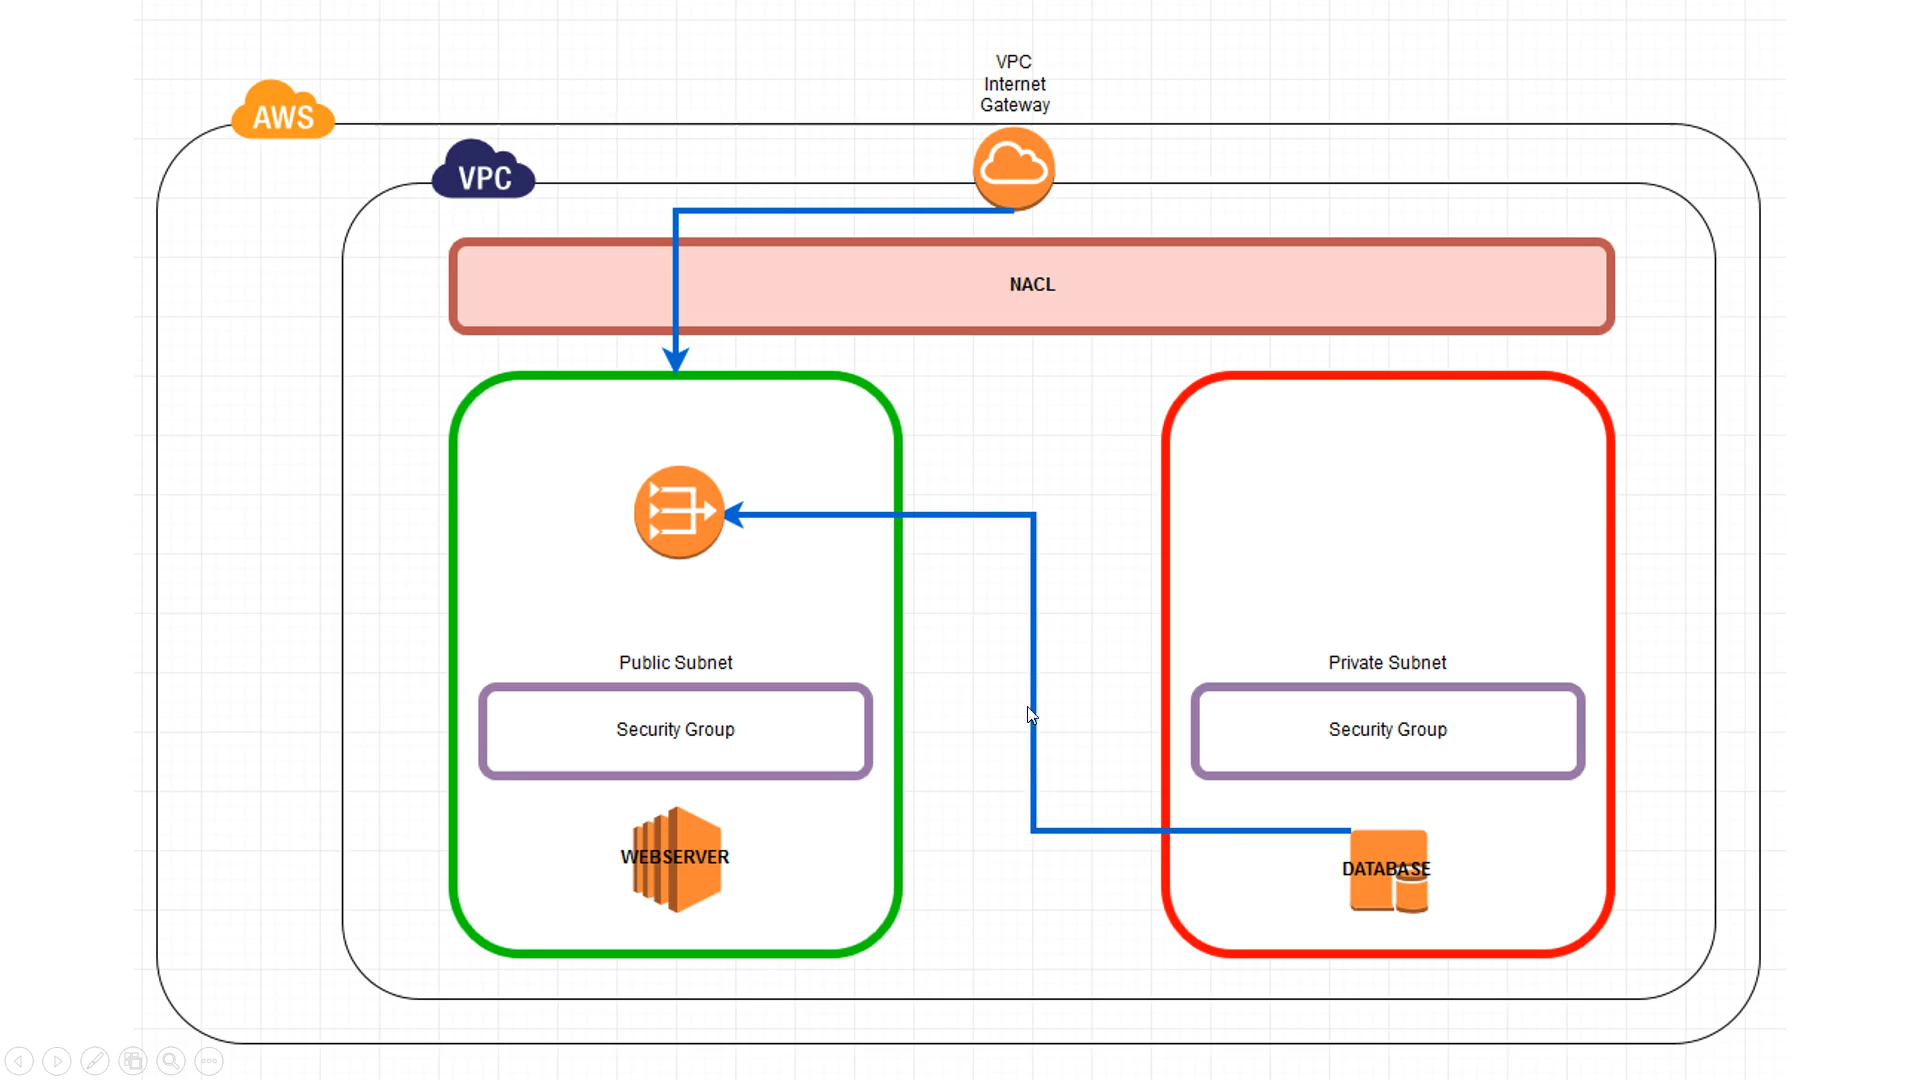 VPC
Internet
Gateway
AWS
VPC
NACL
Public Subnet
Private Subnet
Security Group
Security Group
WEBSERVER
DATABASE